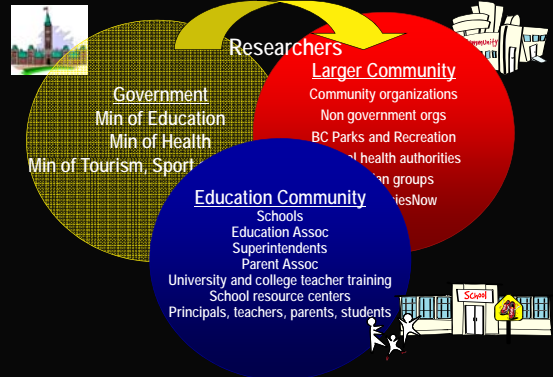 Researchers
Government
Min of Education
Min of Health
Min of Tourism, Sport
Larger Community
Community organizations
Non government orgs
BC Parks and Recreation
health authorities
groups
Education Community
Schools
Education Assoc
Superintendents
Parent Assoc
University and college teacher training
School resource centers
Principals, teachers, parents, students
Community
School